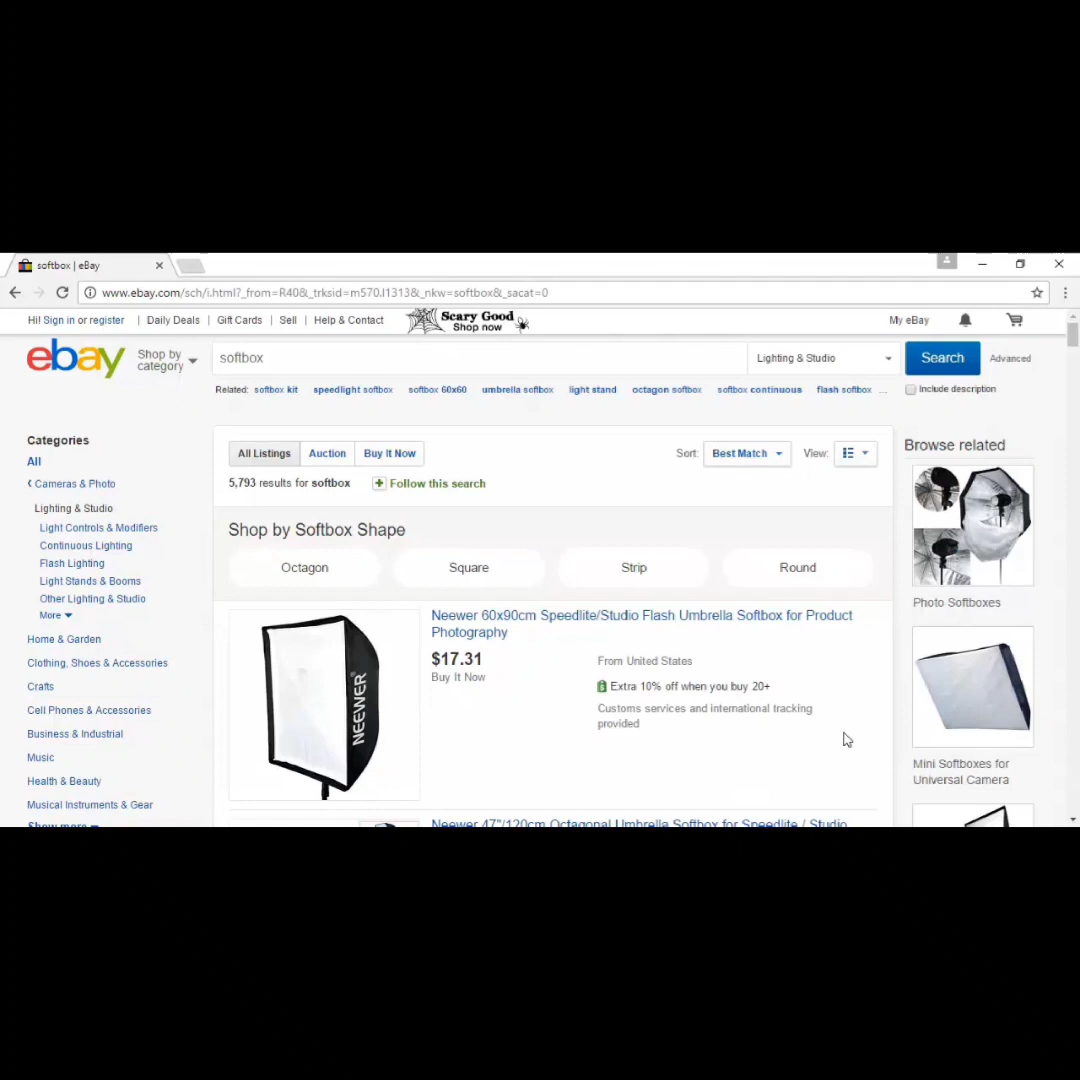 softbox | eBay
www.ebay.com/sch/i.html?_from=R40&_trksid=m570.l1313&_nkw=softbox&_sacat=0
Hi! Sign in or register | Daily Deals | Gift Cards | Sell | Help & Contact
Scary Good
Shop now
My eBay
ebay
Shop by
category
softbox
Lighting & Studio
Search
Advanced
Related: softbox kit speedlight softbox softbox 60x60 umbrella softbox light stand octagon softbox softbox continuous flash softbox ...
Include description
Categories
All
Cameras & Photo
Lighting & Studio
Light Controls & Modifiers
Continuous Lighting
Flash Lighting
Light Stands & Booms
Other Lighting & Studio
More
Home & Garden
Clothing, Shoes & Accessories
Crafts
Cell Phones & Accessories
Business & Industrial
Music
Health & Beauty
Musical Instruments & Gear
Show more
All Listings Auction Buy It Now
Sort: Best Match View:
5,793 results for softbox
Follow this search
Shop by Softbox Shape
Octagon Square Strip Round
NEEWER
Neewer 60x90cm Speedlite/Studio Flash Umbrella Softbox for Product
Photography
$17.31
Buy It Now
From United States
Extra 10% off when you buy 20+
Customs services and international tracking
provided
Neewer 47"/120cm Octagonal Umbrella Softbox for Speedlite / Studio
Browse related
Photo Softboxes
Mini Softboxes for
Universal Camera